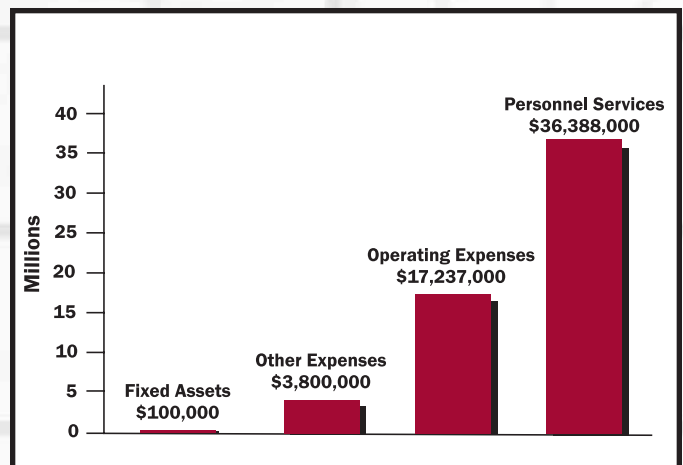 Millions
40
35
30
25
20
15
10
5
0
Fixed Assets
$100,000
Other Expenses
$3,800,000
Operating Expenses
$17,237,000
Personnel Services
$36,388,000